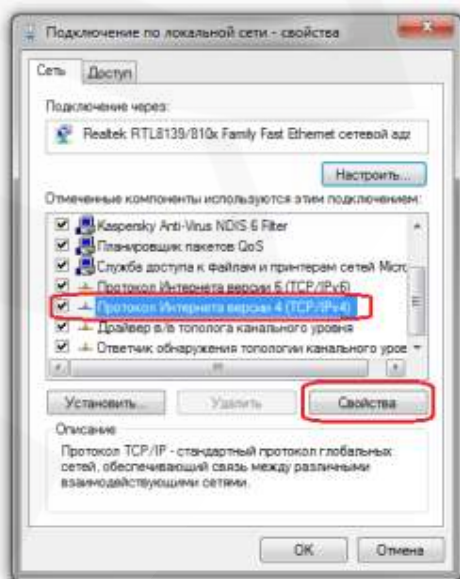 Подключение по локальной сети - свойства
Сеть Доступ
Подключение через:
Realtek RTL8139/810x Family Fast Ethernet сетевой ада
Настроить...
Отмеченные компоненты используются этим подключением:
Kaspersky Anti-Virus NDIS 6 Filter
Планировщик пакетов QoS
Служба доступа к файлам и принтерам сетей Micro
Протокол Интернета версии 6 (TCP/IPv6)
Протокол Интернета версии 4 (TCP/IPv4)
Драйвер в/в тополога канального уровня
Ответчик обнаружения топологии канального уров
Установить... Удалить Свойства
Описание
Протокол TCP/IP - стандартный протокол глобальных
сетей, обеспечивающий связь между различными
взаимодействующими сетями.
OK Отмена